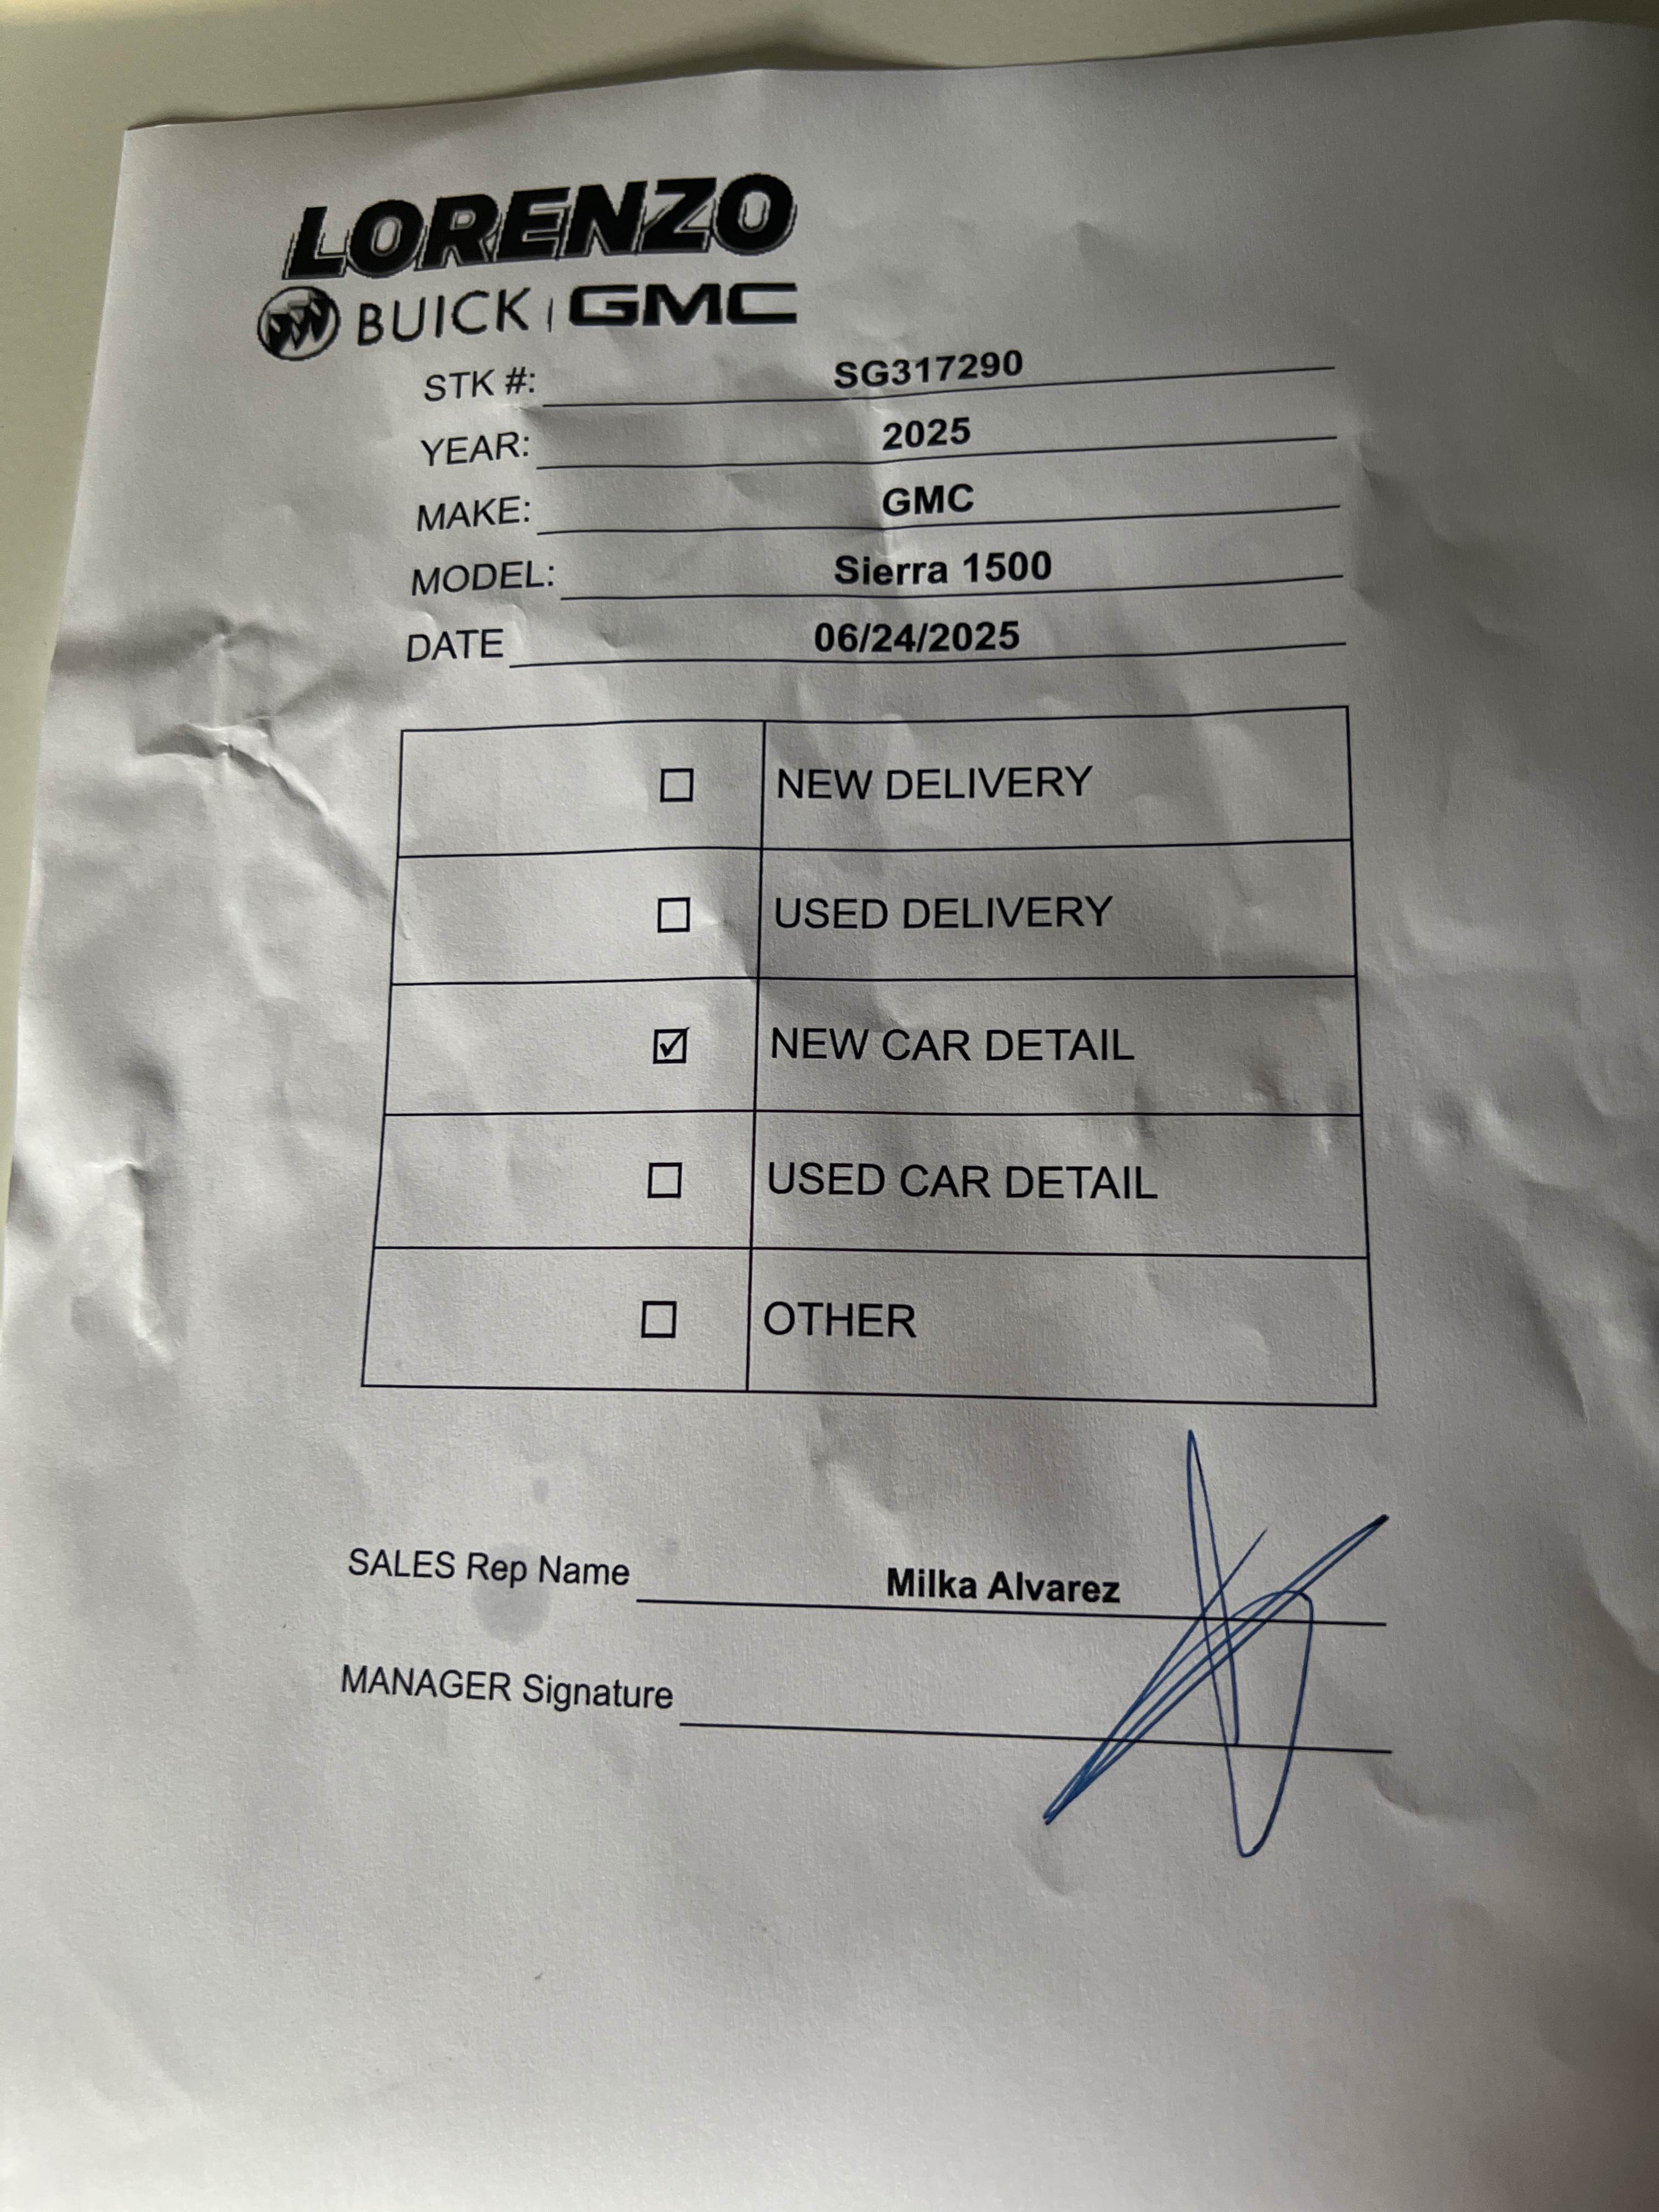 LORENZO
BUICK | GMC
STK #: SG317290
YEAR: 2025
MAKE: GMC
MODEL: Sierra 1500
DATE 06/24/2025
☐ NEW DELIVERY
☐ USED DELIVERY
☑ NEW CAR DETAIL
☐ USED CAR DETAIL
☐ OTHER
SALES Rep Name Milka Alvarez
MANAGER Signature